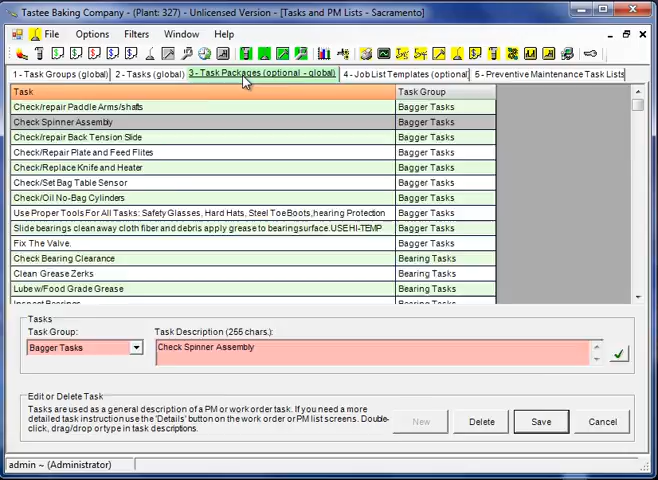 Tastee Baking Company - (Plant: 327) - Unlicensed Version - [Tasks and PM Lists - Sacramento]
File Options Filters Window Help
1 - Task Groups (global) 2 - Tasks (global) 3 - Task Packages (optional - global) 4 - Job List Templates (optional) 5 - Preventive Maintenance Task Lists
Task Task Group
Check/repair Paddle Arms/shafts Bagger Tasks
Check Spinner Assembly Bagger Tasks
Check/repair Back Tension Slide Bagger Tasks
Check/Repair Plate and Feed Flites Bagger Tasks
Check/Replace Knife and Heater Bagger Tasks
Check/Set Bag Table Sensor Bagger Tasks
Check/Oil No-Bag Cylinders Bagger Tasks
Use Proper Tools For All Tasks: Safety Glasses, Hard Hats, Steel Toe Boots,hearing Protection Bagger Tasks
Slide bearings clean away cloth fiber and debris apply grease to bearing surface. USE HI-TEMP Bagger Tasks
Fix The Valve. Bagger Tasks
Check Bearing Clearance Bearing Tasks
Clean Grease Zerks Bearing Tasks
Lube w/Food Grade Grease Bearing Tasks
Inspect Bearings Bearing Tasks
Tasks
Task Group: Task Description (255 chars.):
Bagger Tasks Check Spinner Assembly
Edit or Delete Task
Tasks are used as a general description of a PM or work order task. If you need a more
detailed task instruction use the 'Details' button on the work order or PM list screens. Double-
click, drag/drop or type in task descriptions.
New Delete Save Cancel
admin ~ (Administrator)